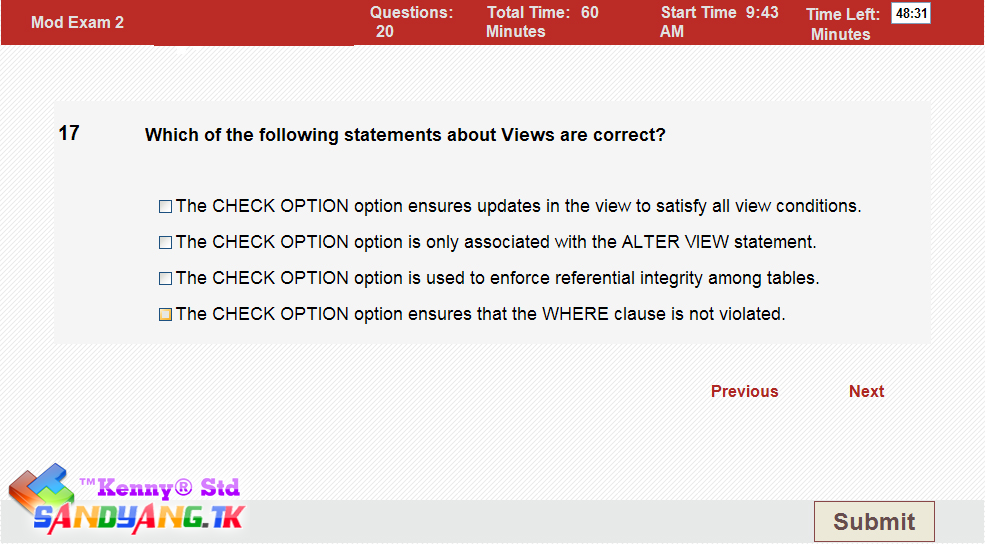 Mod Exam 2
Questions:
20
Total Time: 60
Minutes
Start Time 9:43
AM
Time Left:
Minutes
48:31
17
Which of the following statements about Views are correct?
The CHECK OPTION option ensures updates in the view to satisfy all view conditions.
The CHECK OPTION option is only associated with the ALTER VIEW statement.
The CHECK OPTION option is used to enforce referential integrity among tables.
The CHECK OPTION option ensures that the WHERE clause is not violated.
Previous
Next
™Kenny® Std
SANDYANG.TK
Submit